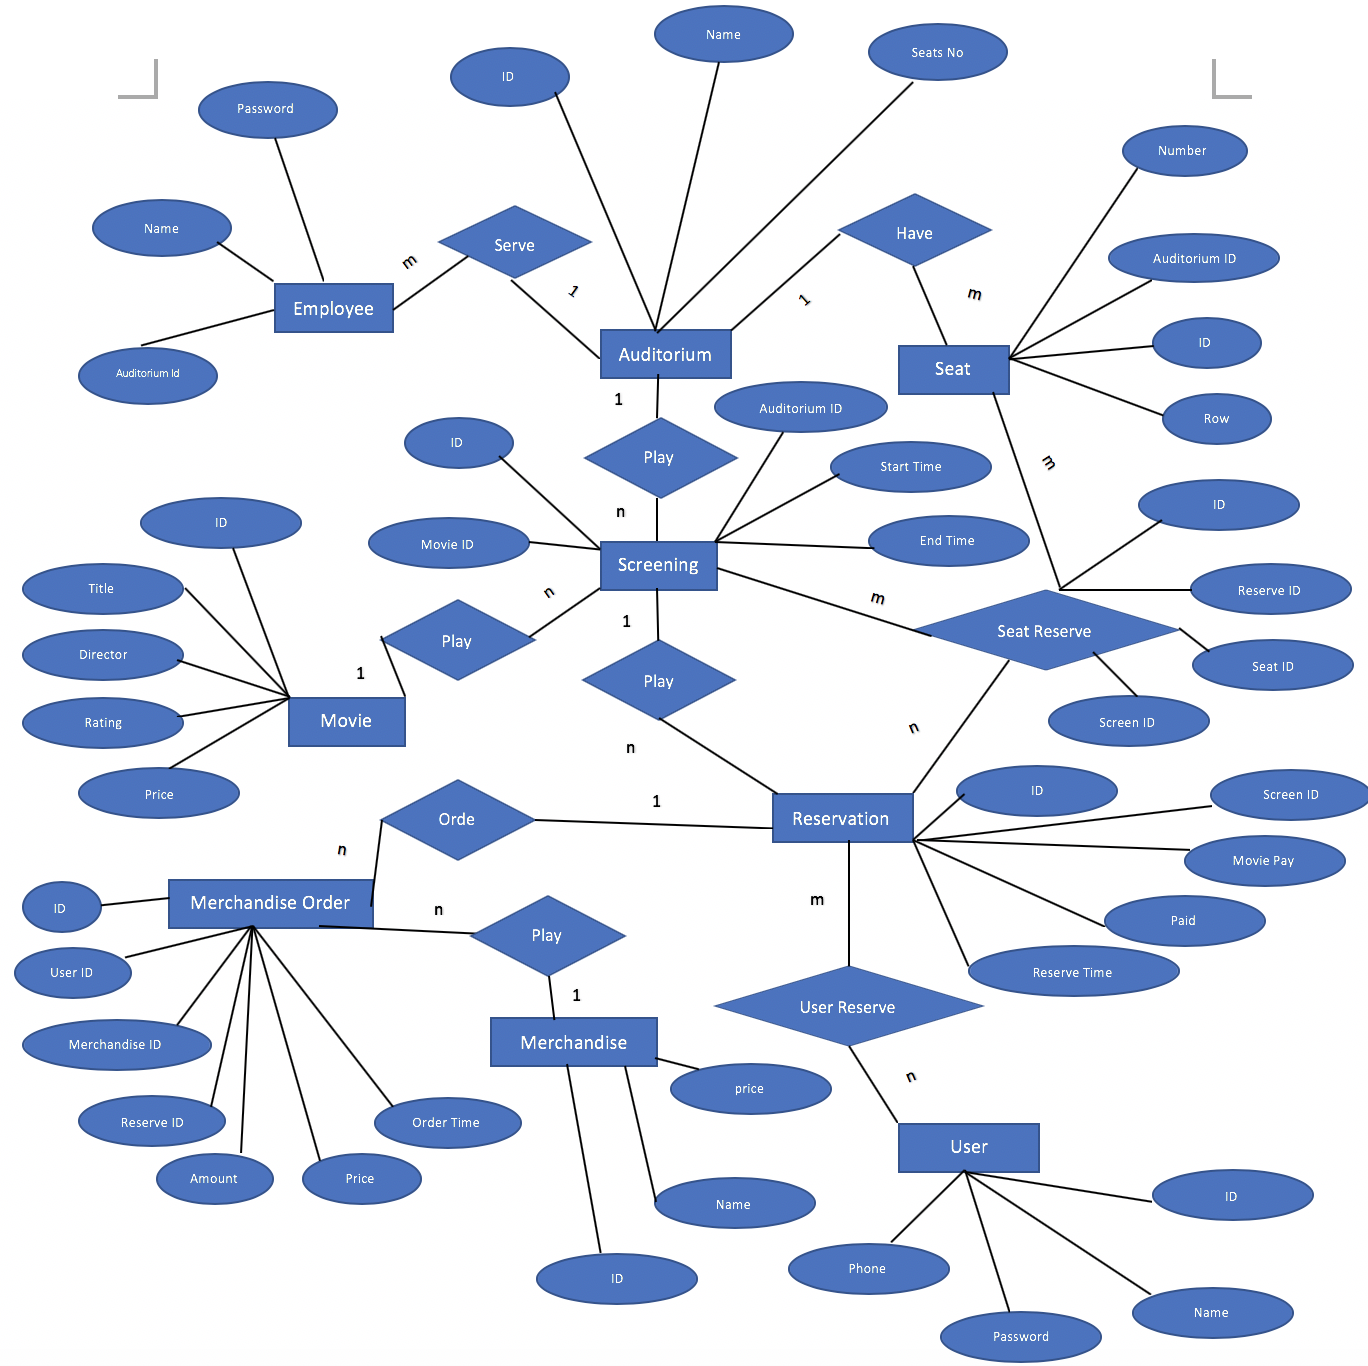 Name
Seats No
ID
Password
Number
Name
Serve
Have
m
Auditorium ID
1
m
1
Employee
Auditorium
ID
Seat
Auditorium Id
1
Auditorium ID
Row
ID
Play
Start Time
m
n
ID
ID
Movie ID
End Time
Screening
Title
n
m
Reserve ID
1
Seat Reserve
Director
Play
1
Play
Seat ID
Rating
Movie
Screen ID
n
n
Price
ID
Screen ID
1
Orde
Reservation
n
Movie Pay
Merchandise Order
m
ID
n
Paid
Play
User ID
Reserve Time
1
User Reserve
Merchandise ID
Merchandise
n
price
Reserve ID
Order Time
User
Amount
Price
Name
ID
Phone
ID
Name
Password